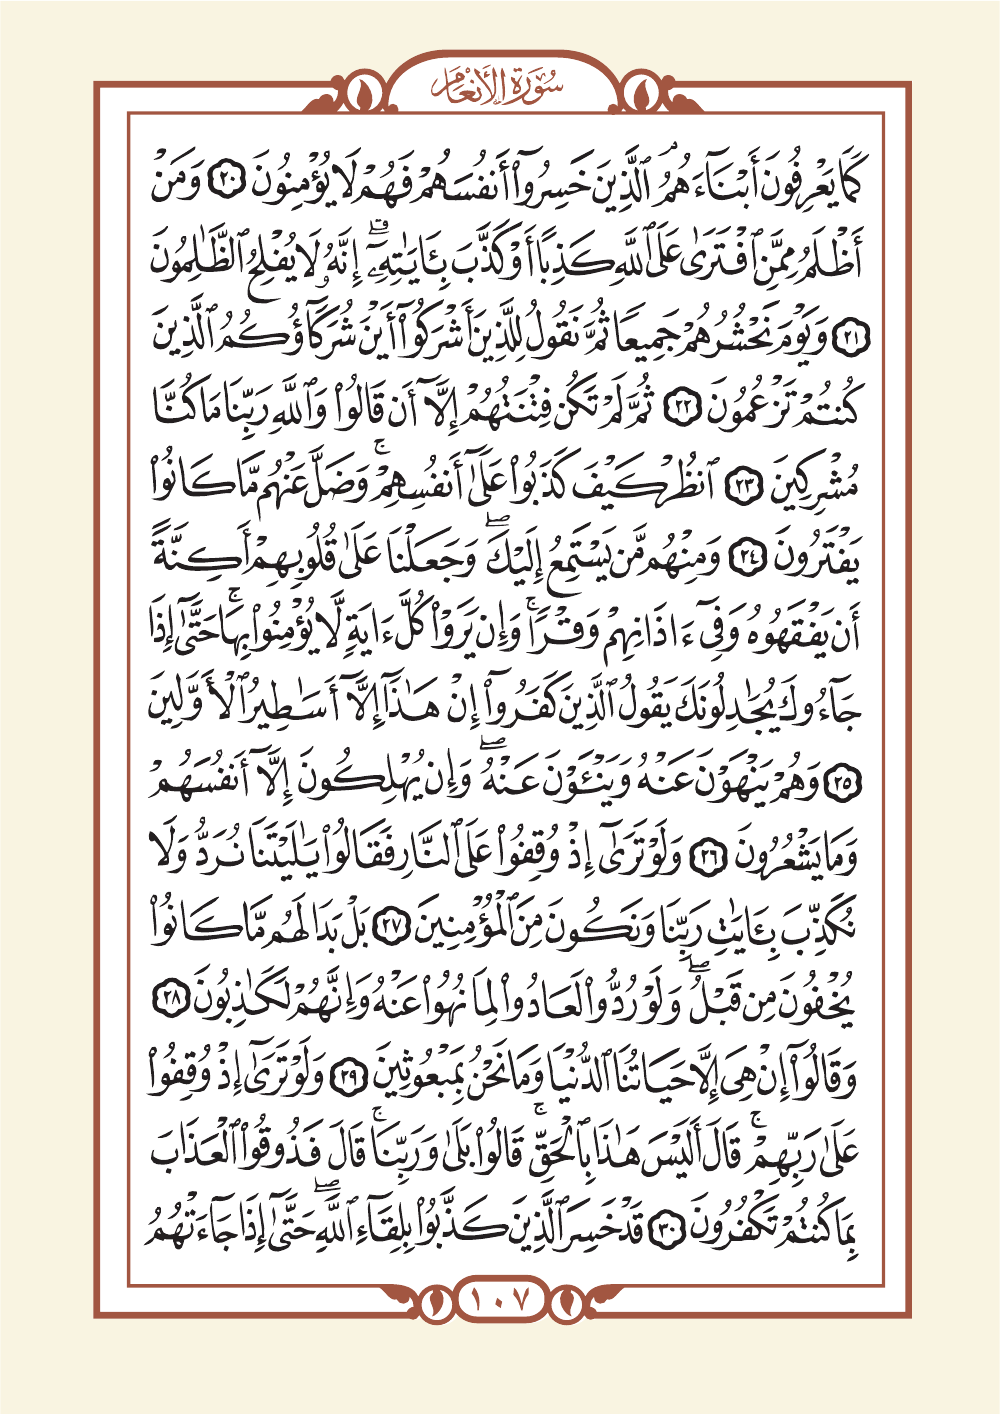 سُورَةُ الأَنْعَامِ
كَمَا يَعْرِفُونَ أَبْنَآءَهُمُ ٱلَّذِينَ خَسِرُوٓاْ أَنفُسَهُمْ فَهُمْ لَا يُؤْمِنُونَ ٢٠ وَمَنْ
أَظْلَمُ مِمَّنِ ٱفْتَرَىٰ عَلَى ٱللَّهِ كَذِبًا أَوْ كَذَّبَ بِـَٔايَـٰتِهِۦٓۗ إِنَّهُۥ لَا يُفْلِحُ ٱلظَّـٰلِمُونَ
٢١ وَيَوْمَ نَحْشُرُهُمْ جَمِيعًا ثُمَّ نَقُولُ لِلَّذِينَ أَشْرَكُوٓاْ أَيْنَ شُرَكَآؤُكُمُ ٱلَّذِينَ
كُنتُمْ تَزْعُمُونَ ٢٢ ثُمَّ لَمْ تَكُن فِتْنَتُهُمْ إِلَّآ أَن قَالُواْ وَٱللَّهِ رَبِّنَا مَا كُنَّا
مُشْرِكِينَ ٢٣ ٱنظُرْ كَيْفَ كَذَبُواْ عَلَىٰٓ أَنفُسِهِمْۚ وَضَلَّ عَنْهُم مَّا كَانُواْ
يَفْتَرُونَ ٢٤ وَمِنْهُم مَّن يَسْتَمِعُ إِلَيْكَۖ وَجَعَلْنَا عَلَىٰ قُلُوبِهِمْ أَكِنَّةً
أَن يَفْقَهُوهُ وَفِىٓ ءَاذَانِهِمْ وَقْرًاۚ وَإِن يَرَوْاْ كُلَّ ءَايَةٍ لَّا يُؤْمِنُواْ بِهَاۚ حَتَّىٰٓ إِذَا
جَآءُوكَ يُجَـٰدِلُونَكَ يَقُولُ ٱلَّذِينَ كَفَرُوٓاْ إِنْ هَـٰذَآ إِلَّآ أَسَـٰطِيرُ ٱلْأَوَّلِينَ
٢٥ وَهُمْ يَنْهَوْنَ عَنْهُ وَيَنْـَٔوْنَ عَنْهُۖ وَإِن يُهْلِكُونَ إِلَّآ أَنفُسَهُمْ
وَمَا يَشْعُرُونَ ٢٦ وَلَوْ تَرَىٰٓ إِذْ وُقِفُواْ عَلَى ٱلنَّارِ فَقَالُواْ يَـٰلَيْتَنَا نُرَدُّ وَلَا
نُكَذِّبَ بِـَٔايَـٰتِ رَبِّنَا وَنَكُونَ مِنَ ٱلْمُؤْمِنِينَ ٢٧ بَلْ بَدَا لَهُم مَّا كَانُواْ
يُخْفُونَ مِن قَبْلُۖ وَلَوْ رُدُّواْ لَعَادُواْ لِمَا نُهُواْ عَنْهُ وَإِنَّهُمْ لَكَـٰذِبُونَ ٢٨
وَقَالُوٓاْ إِنْ هِىَ إِلَّا حَيَاتُنَا ٱلدُّنْيَا وَمَا نَحْنُ بِمَبْعُوثِينَ ٢٩ وَلَوْ تَرَىٰٓ إِذْ وُقِفُواْ
عَلَىٰ رَبِّهِمْۚ قَالَ أَلَيْسَ هَـٰذَا بِٱلْحَقِّۚ قَالُواْ بَلَىٰ وَرَبِّنَاۚ قَالَ فَذُوقُواْ ٱلْعَذَابَ
بِمَا كُنتُمْ تَكْفُرُونَ ٣٠ قَدْ خَسِرَ ٱلَّذِينَ كَذَّبُواْ بِلِقَآءِ ٱللَّهِۖ حَتَّىٰٓ إِذَا جَآءَتْهُمُ
١٠٧